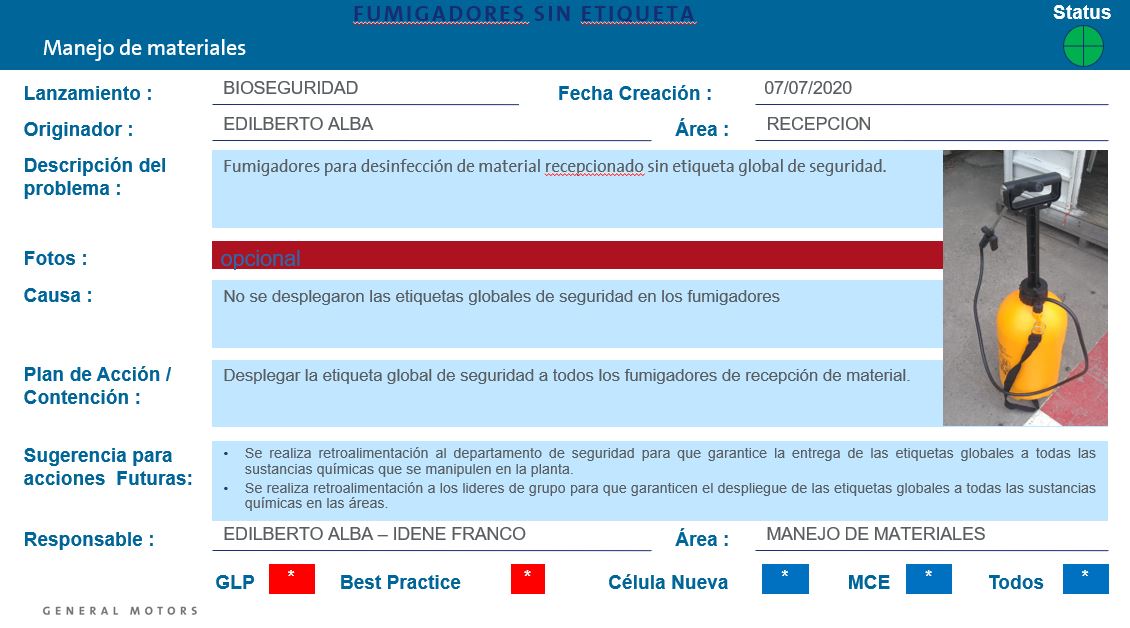 FUMIGADORES SIN ETIQUETA
Status
Manejo de materiales
Lanzamiento : BIOSEGURIDAD Fecha Creación : 07/07/2020
Originador : EDILBERTO ALBA Área : RECEPCION
Descripción del
problema :
Fumigadores para desinfección de material recepcionado sin etiqueta global de seguridad.
Fotos : opcional
Causa : No se desplegaron las etiquetas globales de seguridad en los fumigadores
Plan de Acción /
Contención :
Desplegar la etiqueta global de seguridad a todos los fumigadores de recepción de material.
Sugerencia para
acciones Futuras:
• Se realiza retroalimentación al departamento de seguridad para que garantice la entrega de las etiquetas globales a todas las
sustancias químicas que se manipulen en la planta.
• Se realiza retroalimentación a los lideres de grupo para que garanticen el despliegue de las etiquetas globales a todas las sustancias
químicas en las áreas.
Responsable : EDILBERTO ALBA – IDENE FRANCO Área : MANEJO DE MATERIALES
GLP * Best Practice * Célula Nueva * MCE * Todos *
GENERAL MOTORS